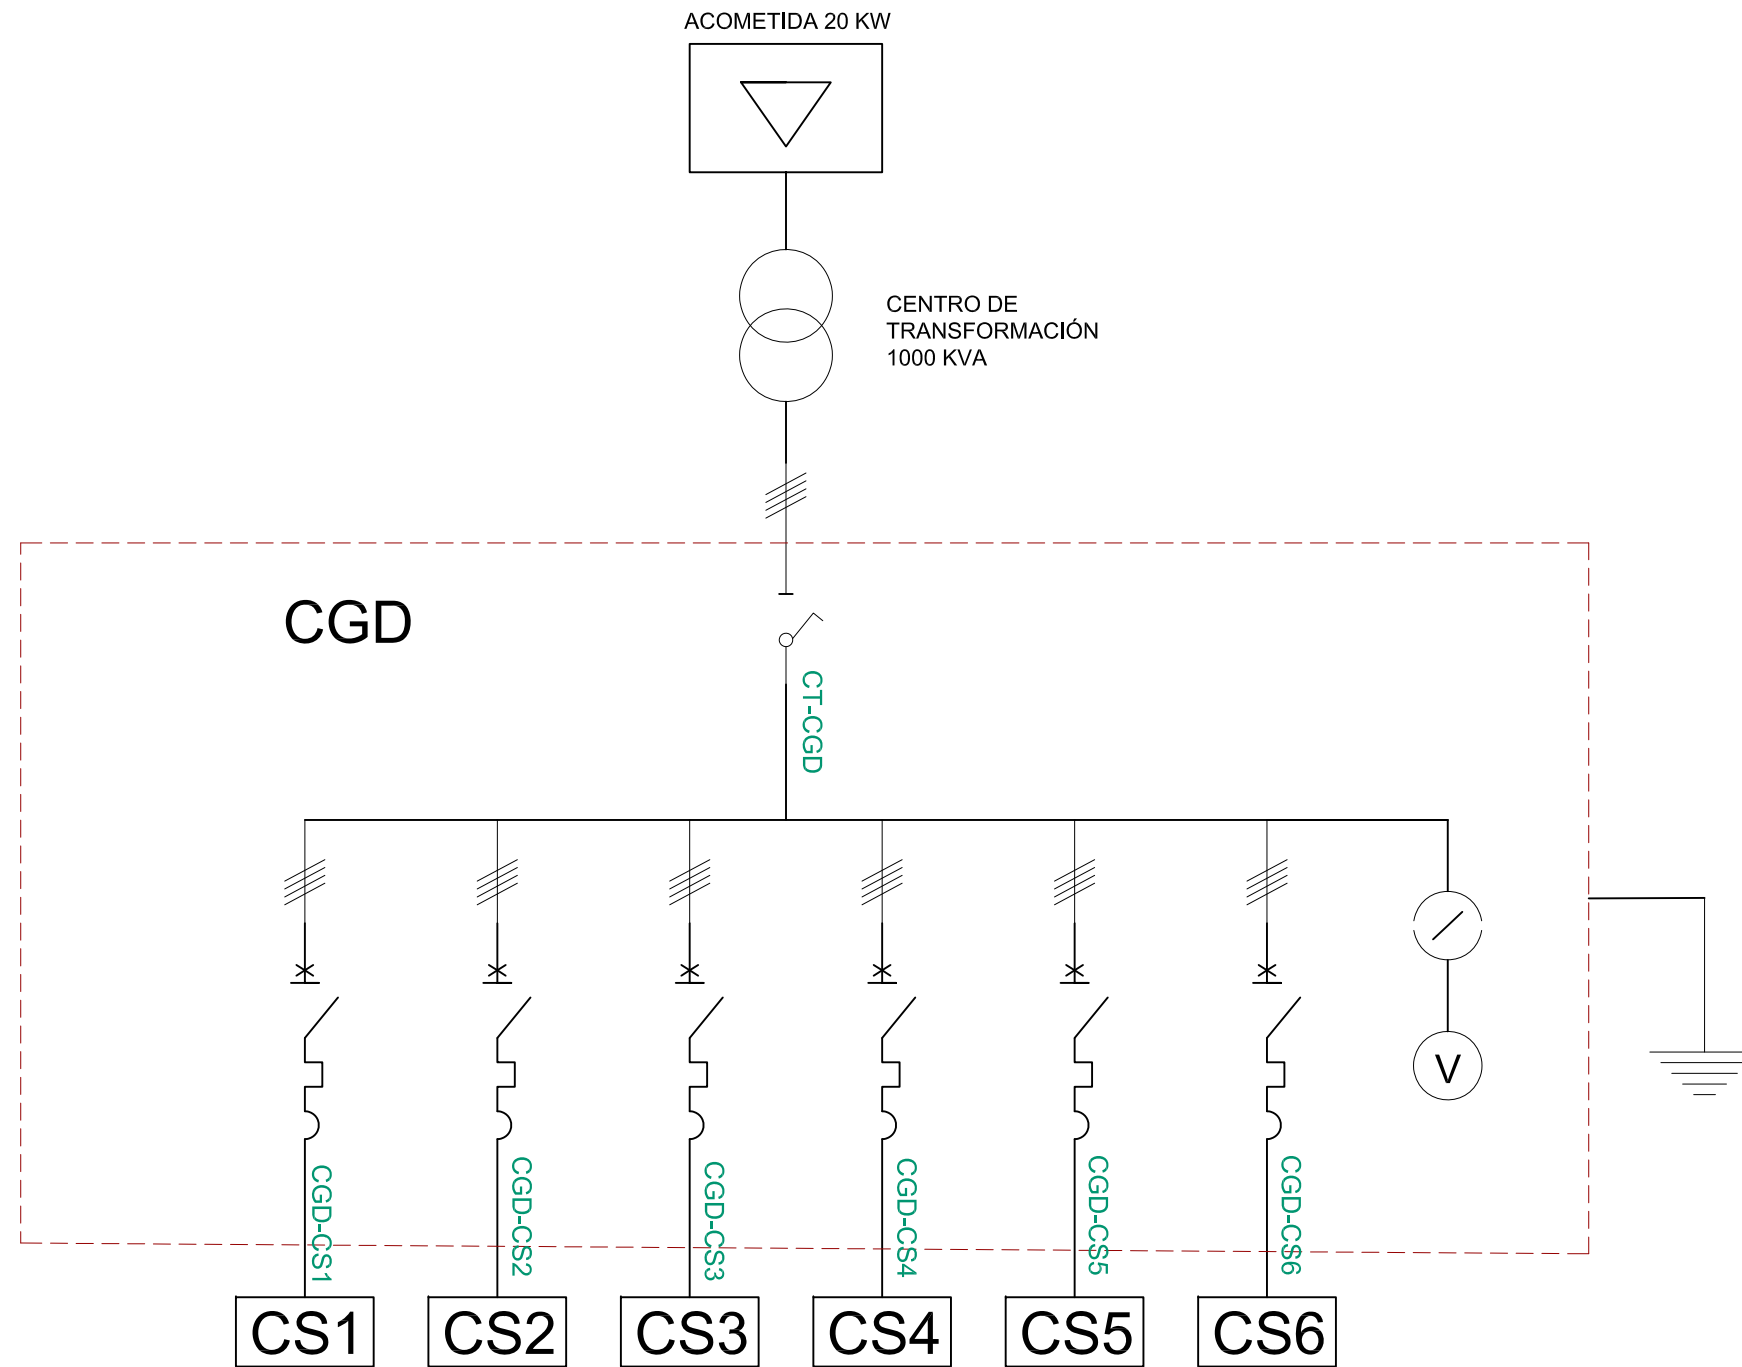 ACOMETIDA 20 KW
CENTRO DE
TRANSFORMACIÓN
1000 KVA
CGD
CT-CGD
V
CGD-CS1
CGD-CS2
CGD-CS3
CGD-CS4
CGD-CS5
CGD-CS6
CS1
CS2
CS3
CS4
CS5
CS6